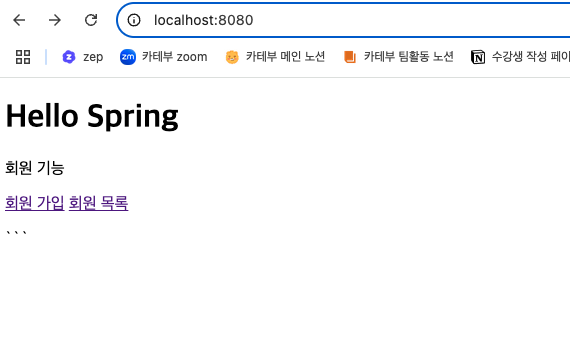 localhost:8080
zep 카테부 zoom 카테부 메인 노션 카테부 팀활동 노션 수강생 작성 페이
Hello Spring
회원 기능
회원 가입 회원 목록
```